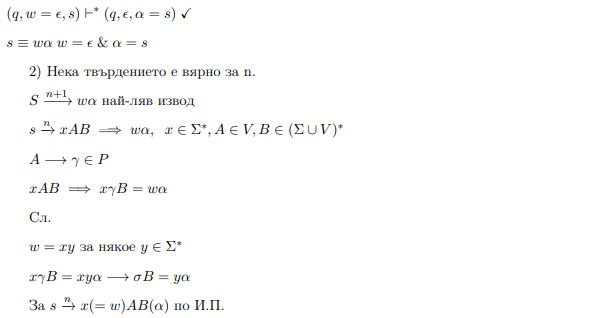 (q, w = ϵ, s) ⊢* (q, ϵ, α = s) ✓
s ≡ wα w = ϵ & α = s
2) Нека твърдението е вярно за n.
S —n+1→ wα най-ляв извод
s —n→ xAB ⟹ wα, x ∈ Σ*, A ∈ V, B ∈ (Σ ∪ V)*
A ⟶ γ ∈ P
xAB ⟹ xγB = wα
Сл.
w = xy за някое y ∈ Σ*
xγB = xyα ⟶ σB = yα
За s —n→ x(= w)AB(α) по И.П.